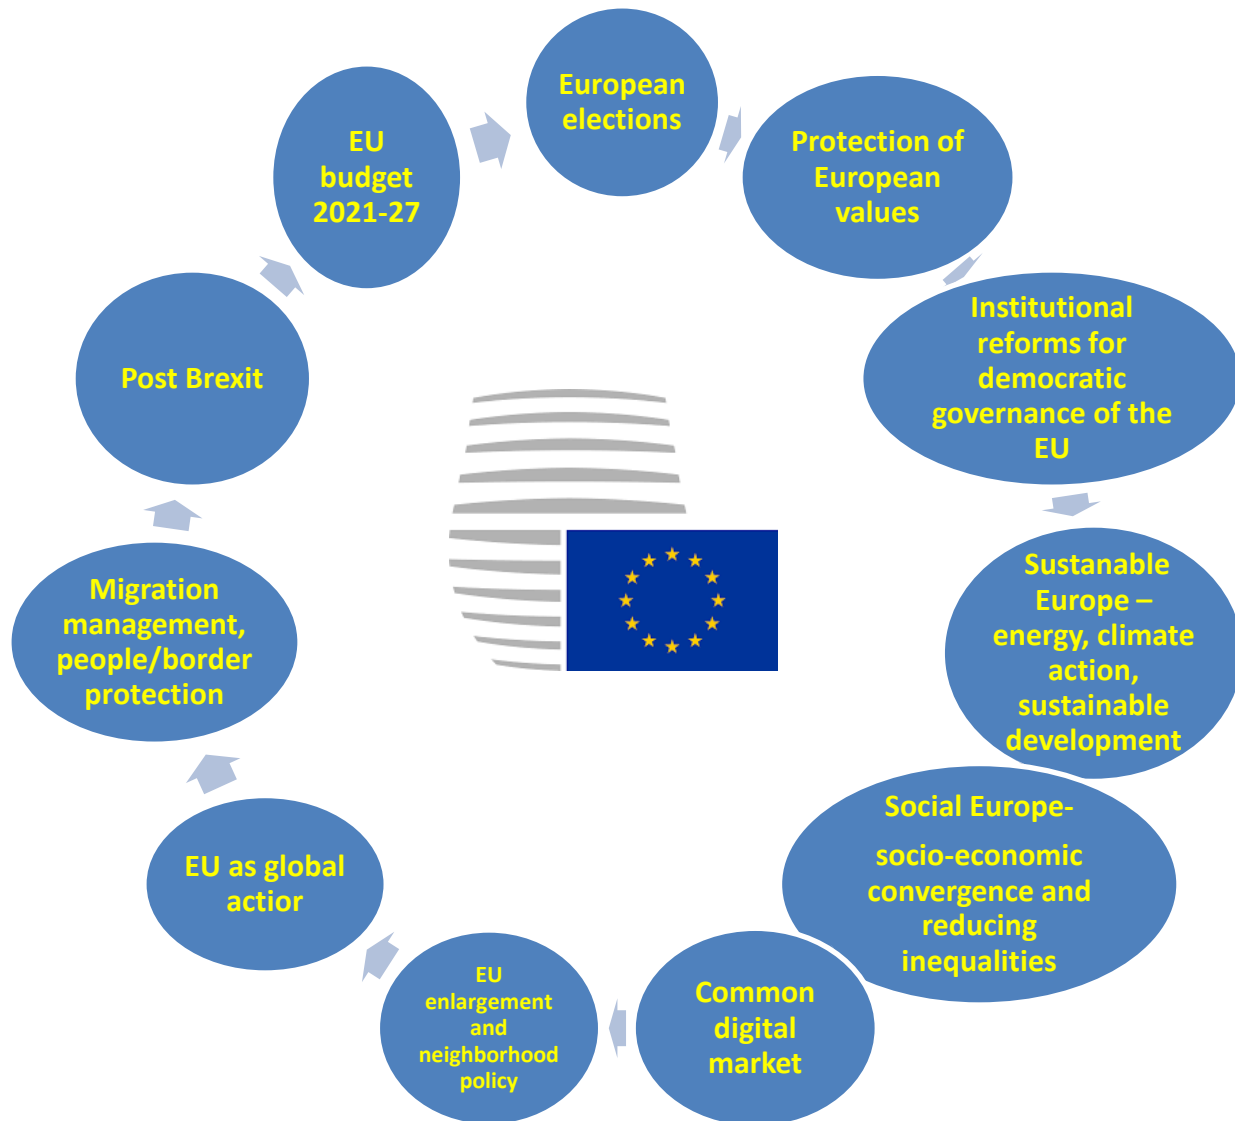 European
elections
Protection of
European
values
Institutional
reforms for
democratic
governance of the
EU
Sustanable
Europe –
energy, climate
action,
sustainable
development
Social Europe-
socio-economic
convergence and
reducing
inequalities
Common
digital
market
EU
enlargement
and
neighborhood
policy
EU as global
actior
Migration
management,
people/border
protection
Post Brexit
EU
budget
2021-27